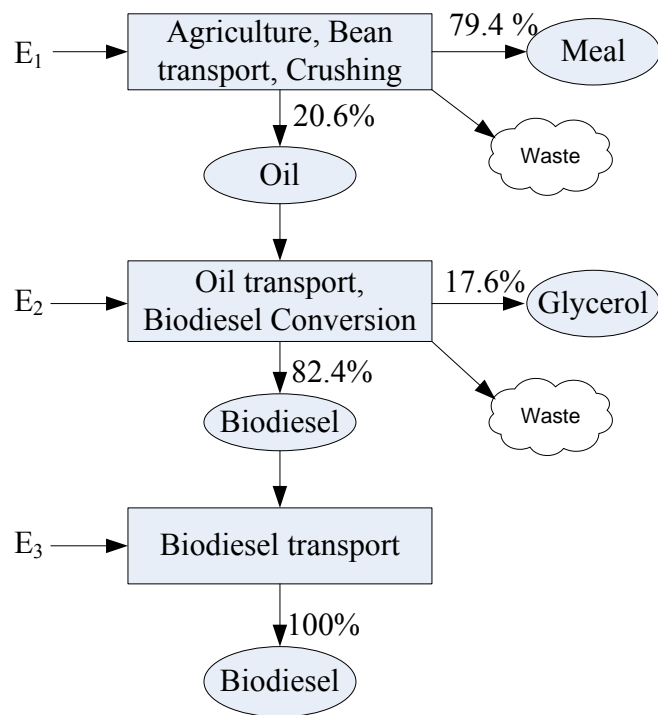 E₁
Agriculture, Bean
transport, Crushing
79.4 %
Meal
20.6%
Waste
Oil
E₂
Oil transport,
Biodiesel Conversion
17.6%
Glycerol
82.4%
Waste
Biodiesel
E₃
Biodiesel transport
100%
Biodiesel